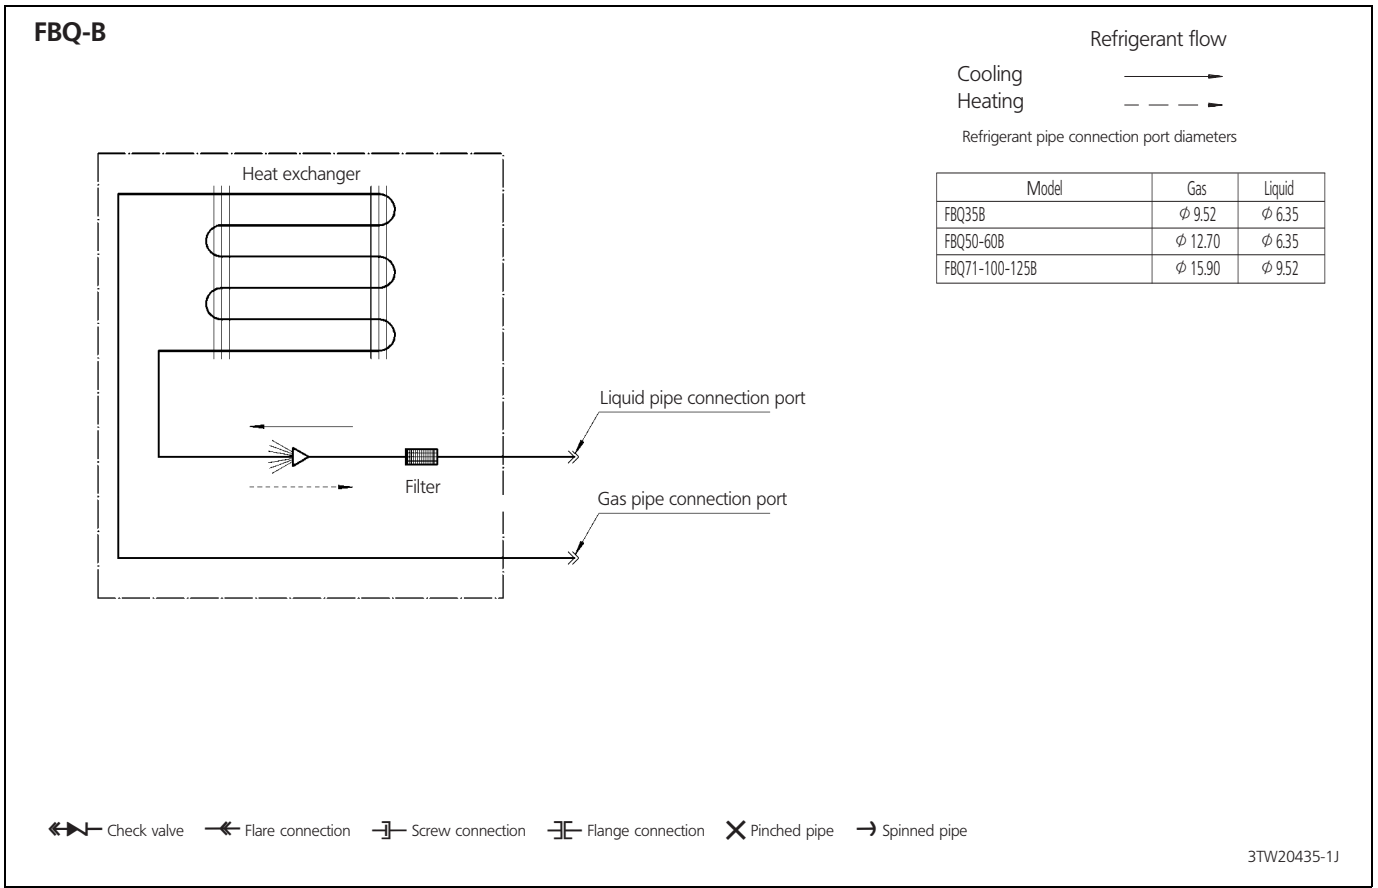 FBQ-B
Refrigerant flow
Cooling
Heating
Refrigerant pipe connection port diameters
Model Gas Liquid
FBQ35B ϕ 9.52 ϕ 6.35
FBQ50-60B ϕ 12.70 ϕ 6.35
FBQ71-100-125B ϕ 15.90 ϕ 9.52
Heat exchanger
Liquid pipe connection port
Filter
Gas pipe connection port
Check valve Flare connection Screw connection Flange connection Pinched pipe Spinned pipe
3TW20435-1J